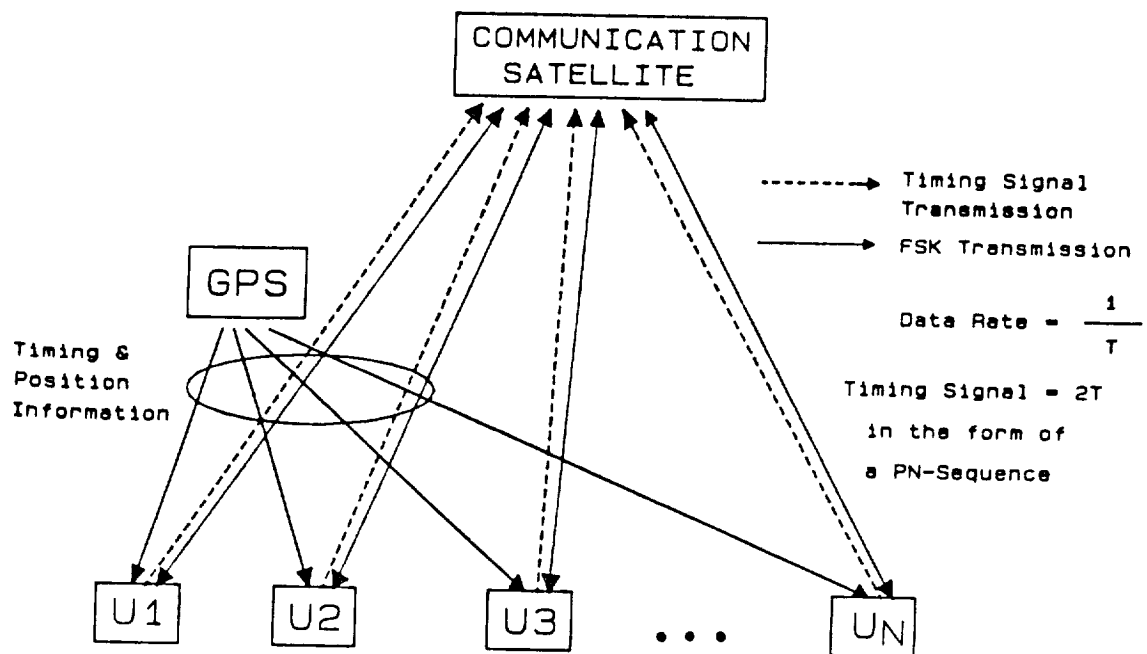 COMMUNICATION
SATELLITE
Timing Signal
Transmission
FSK Transmission
GPS
Data Rate = 1/T
Timing &
Position
Information
Timing Signal = 2T
in the form of
a PN-Sequence
U1
U2
U3
• • •
UN